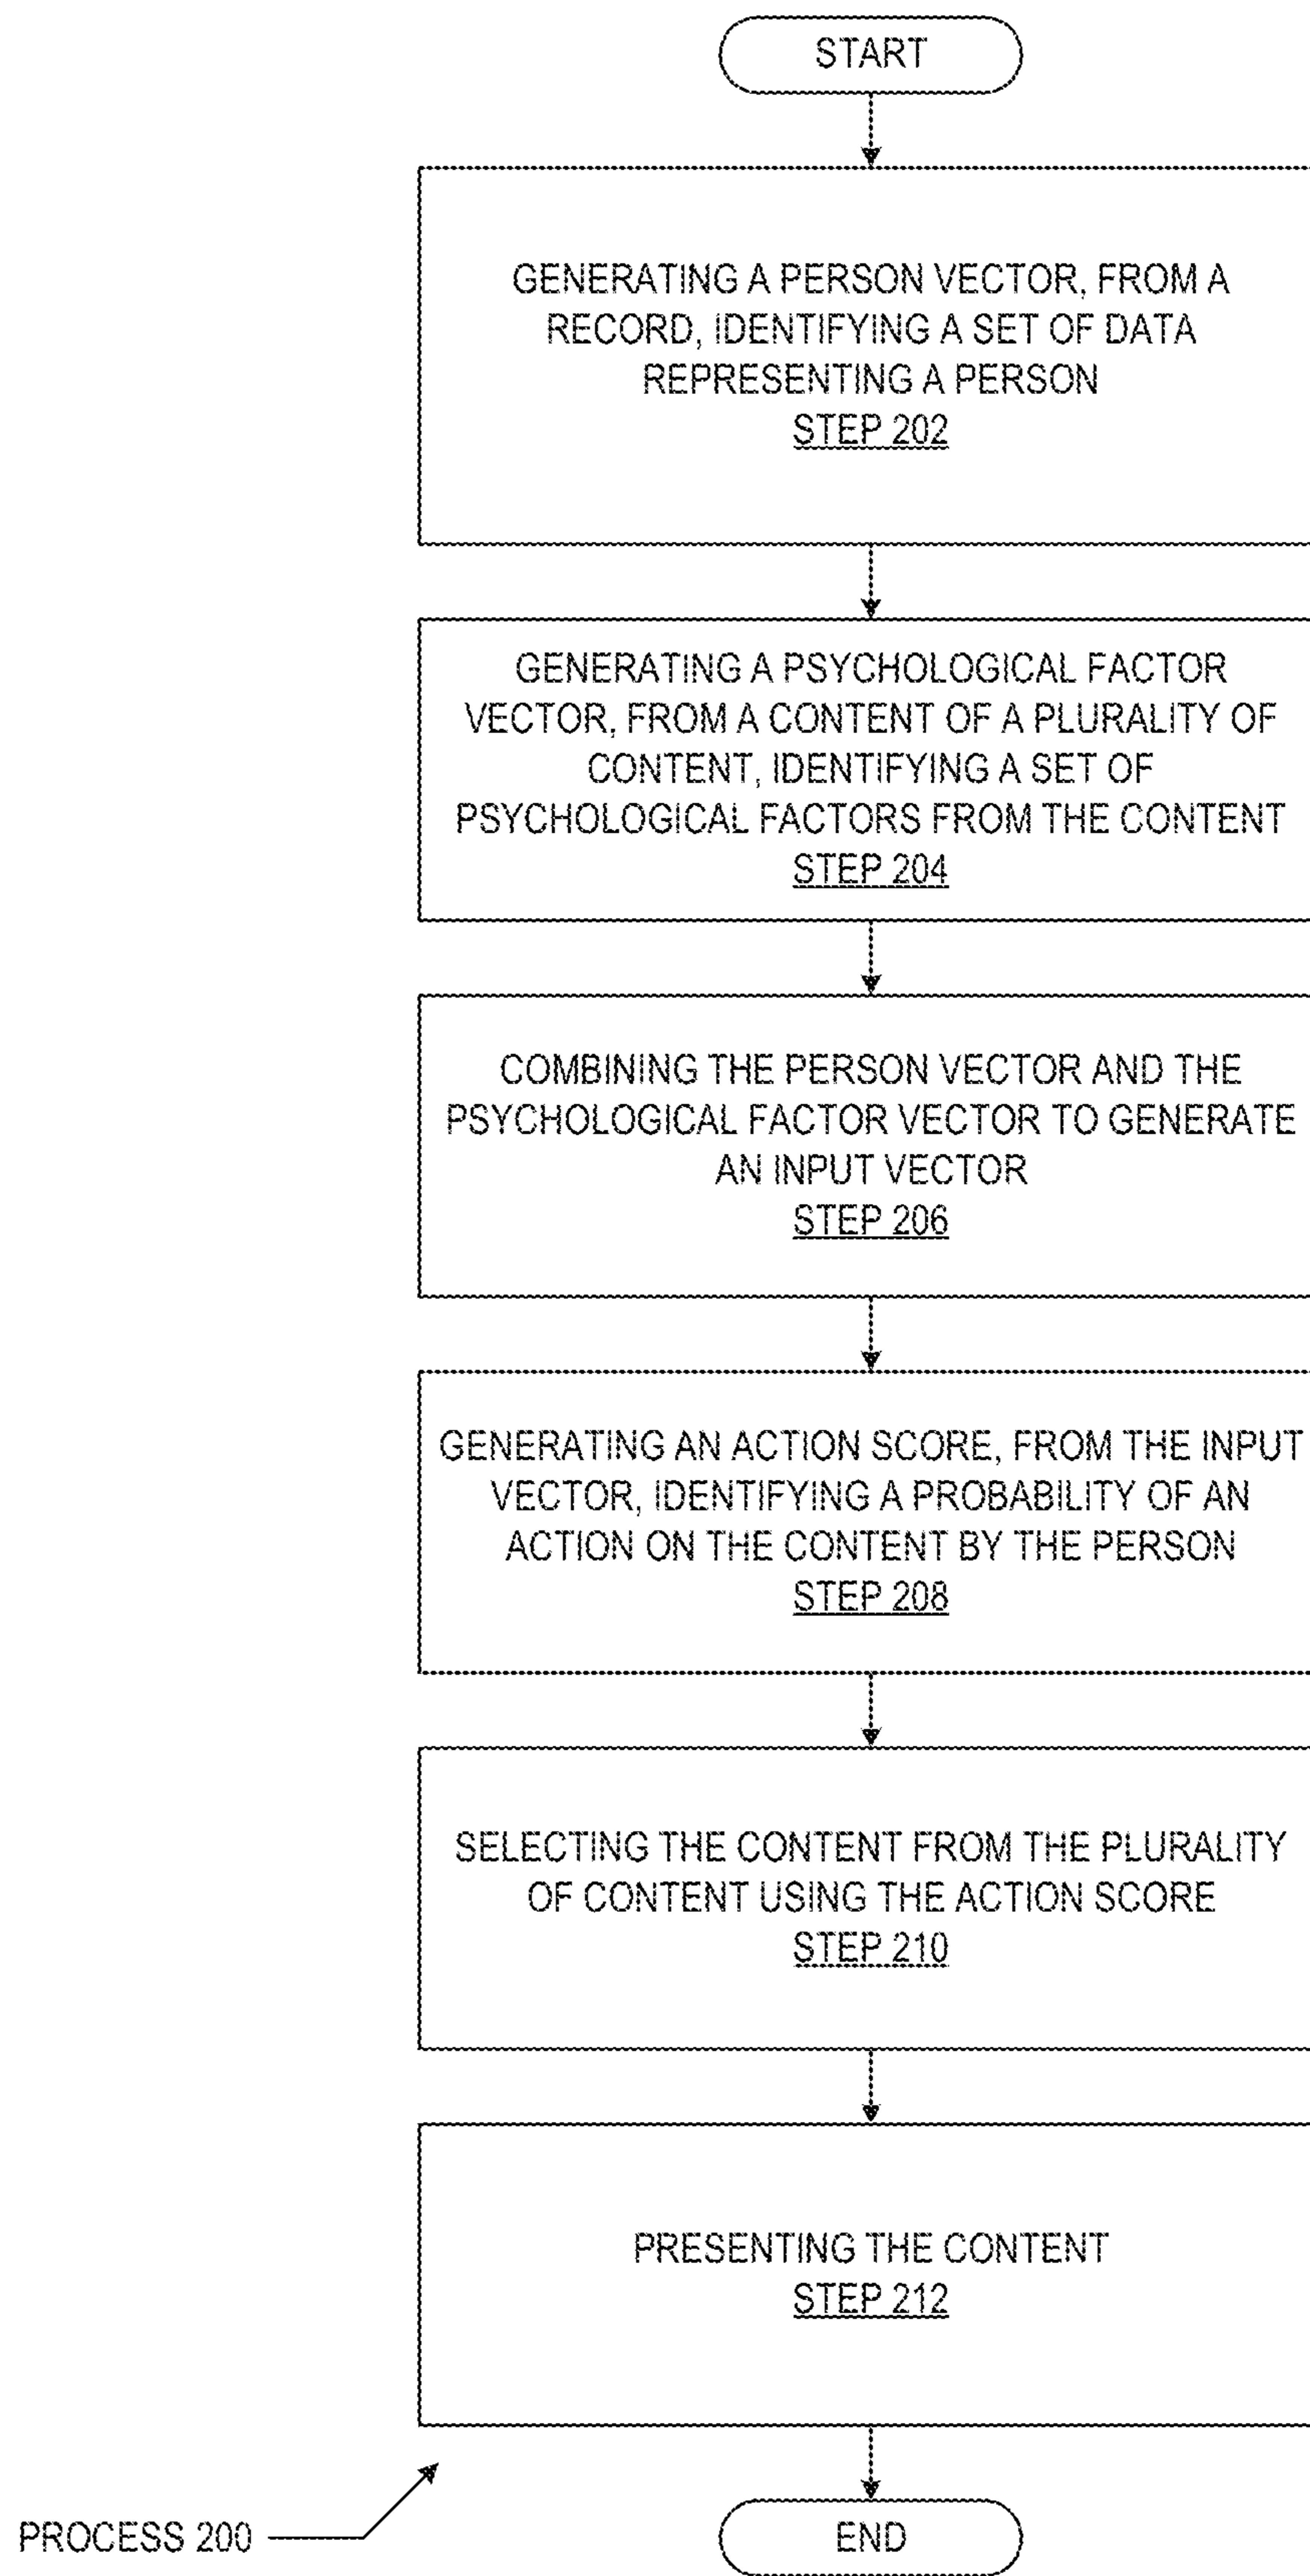 START
GENERATING A PERSON VECTOR, FROM A
RECORD, IDENTIFYING A SET OF DATA
REPRESENTING A PERSON
STEP 202
GENERATING A PSYCHOLOGICAL FACTOR
VECTOR, FROM A CONTENT OF A PLURALITY OF
CONTENT, IDENTIFYING A SET OF
PSYCHOLOGICAL FACTORS FROM THE CONTENT
STEP 204
COMBINING THE PERSON VECTOR AND THE
PSYCHOLOGICAL FACTOR VECTOR TO GENERATE
AN INPUT VECTOR
STEP 206
GENERATING AN ACTION SCORE, FROM THE INPUT
VECTOR, IDENTIFYING A PROBABILITY OF AN
ACTION ON THE CONTENT BY THE PERSON
STEP 208
SELECTING THE CONTENT FROM THE PLURALITY
OF CONTENT USING THE ACTION SCORE
STEP 210
PRESENTING THE CONTENT
STEP 212
PROCESS 200
END